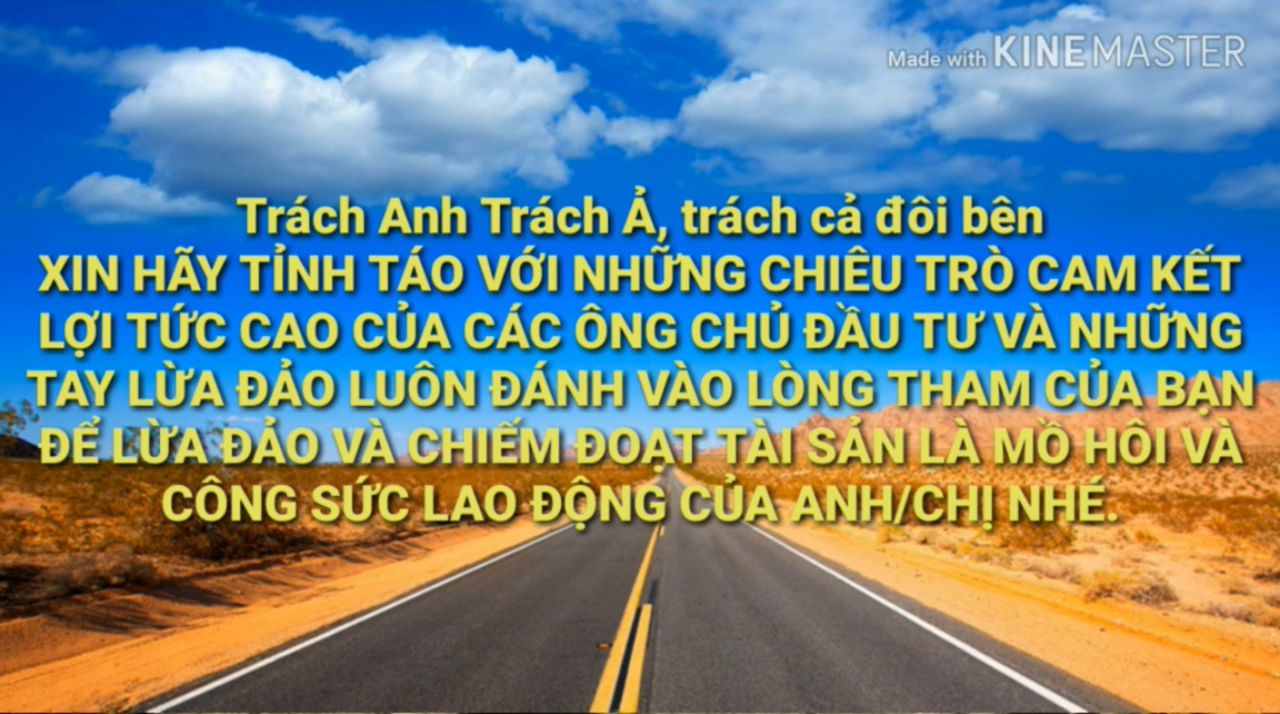 Made with KINEMASTER
Trách Anh Trách Ả, trách cả đôi bên
XIN HÃY TỈNH TÁO VỚI NHỮNG CHIÊU TRÒ CAM KẾT
LỢI TỨC CAO CỦA CÁC ÔNG CHỦ ĐẦU TƯ VÀ NHỮNG
TAY LỪA ĐẢO LUÔN ĐÁNH VÀO LÒNG THAM CỦA BẠN
ĐỂ LỪA ĐẢO VÀ CHIẾM ĐOẠT TÀI SẢN LÀ MỒ HÔI VÀ
CÔNG SỨC LAO ĐỘNG CỦA ANH/CHỊ NHÉ.